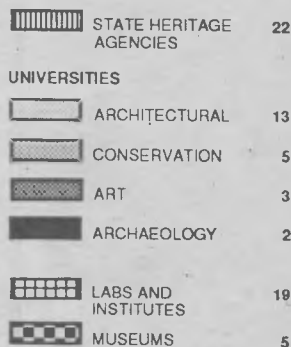 STATE HERITAGE 22
AGENCIES
UNIVERSITIES
ARCHITECTURAL 13
CONSERVATION 5
ART 3
ARCHAEOLOGY 2
LABS AND 19
INSTITUTES
MUSEUMS 5